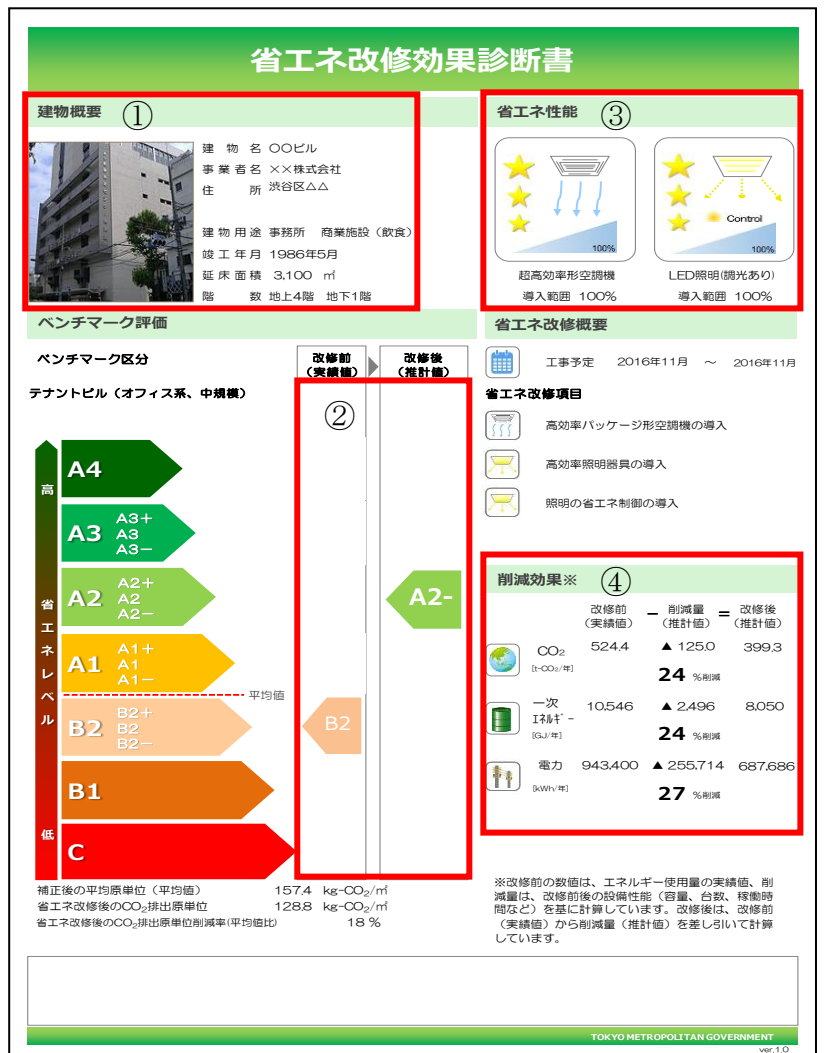 省エネ改修効果診断書
建物概要 ①
建物名 〇〇ビル
事業者名 ××株式会社
住所 渋谷区△△
建物用途 事務所 商業施設（飲食）
竣工年月 1986年5月
延床面積 3,100 ㎡
階数 地上4階 地下1階
省エネ性能 ③
100%
超高効率形空調機
導入範囲 100%
Control
100%
LED照明(調光あり)
導入範囲 100%
ベンチマーク評価
ベンチマーク区分
テナントビル（オフィス系、中規模）
改修前
（実績値）
改修後
（推計値）
②
高
省エネレベル
低
A4
A3 A3+
A3
A3−
A2 A2+
A2
A2−
A2-
A1 A1+
A1
A1−
平均値
B2 B2+
B2
B2−
B2
B1
C
補正後の平均原単位（平均値） 157.4 kg-CO₂/㎡
省エネ改修後のCO₂排出原単位 128.8 kg-CO₂/㎡
省エネ改修後のCO₂排出原単位削減率(平均値比) 18 %
省エネ改修概要
工事予定 2016年11月 ～ 2016年11月
省エネ改修項目
高効率パッケージ形空調機の導入
高効率照明器具の導入
照明の省エネ制御の導入
削減効果※ ④
改修前 − 削減量 = 改修後
（実績値） （推計値） （推計値）
CO₂ 524.4 ▲ 125.0 399.3
[t-CO₂/年] 24 %削減
一次 10,546 ▲ 2,496 8,050
ｴﾈﾙｷﾞｰ
[GJ/年] 24 %削減
電力 943,400 ▲ 255,714 687,686
[kWh/年] 27 %削減
※改修前の数値は、エネルギー使用量の実績値、削
減量は、改修前後の設備性能（容量、台数、稼働時
間など）を基に計算しています。改修後は、改修前
（実績値）から削減量（推計値）を差し引いて計算
しています。
TOKYO METROPOLITAN GOVERNMENT
ver.1.0